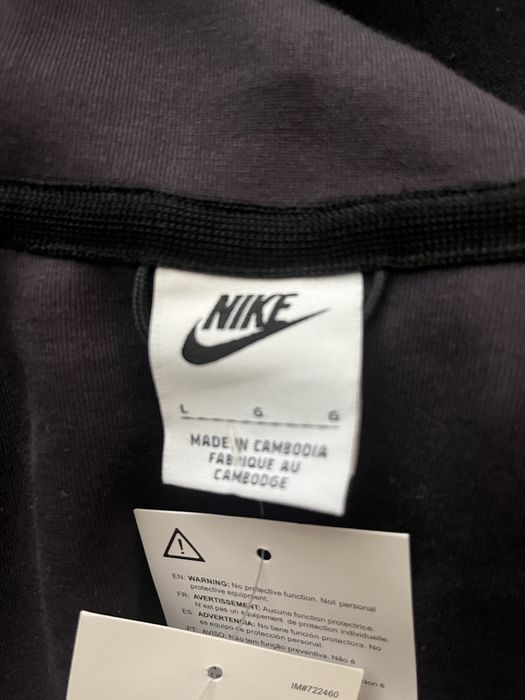 NIKE
L G G
MADE IN CAMBODIA
FABRIQUE AU
CAMBODGE
EN: WARNING: No protective function. Not personal
protective equipment.
FR: AVERTISSEMENT: Aucune fonction protectrice.
N'est pas un équipement de protection individuelle.
ES: ADVERTENCIA: No tiene función protectora. No
es equipo de protección personal.
PT: AVISO: Não tem função preventiva. Não é
IM#722460